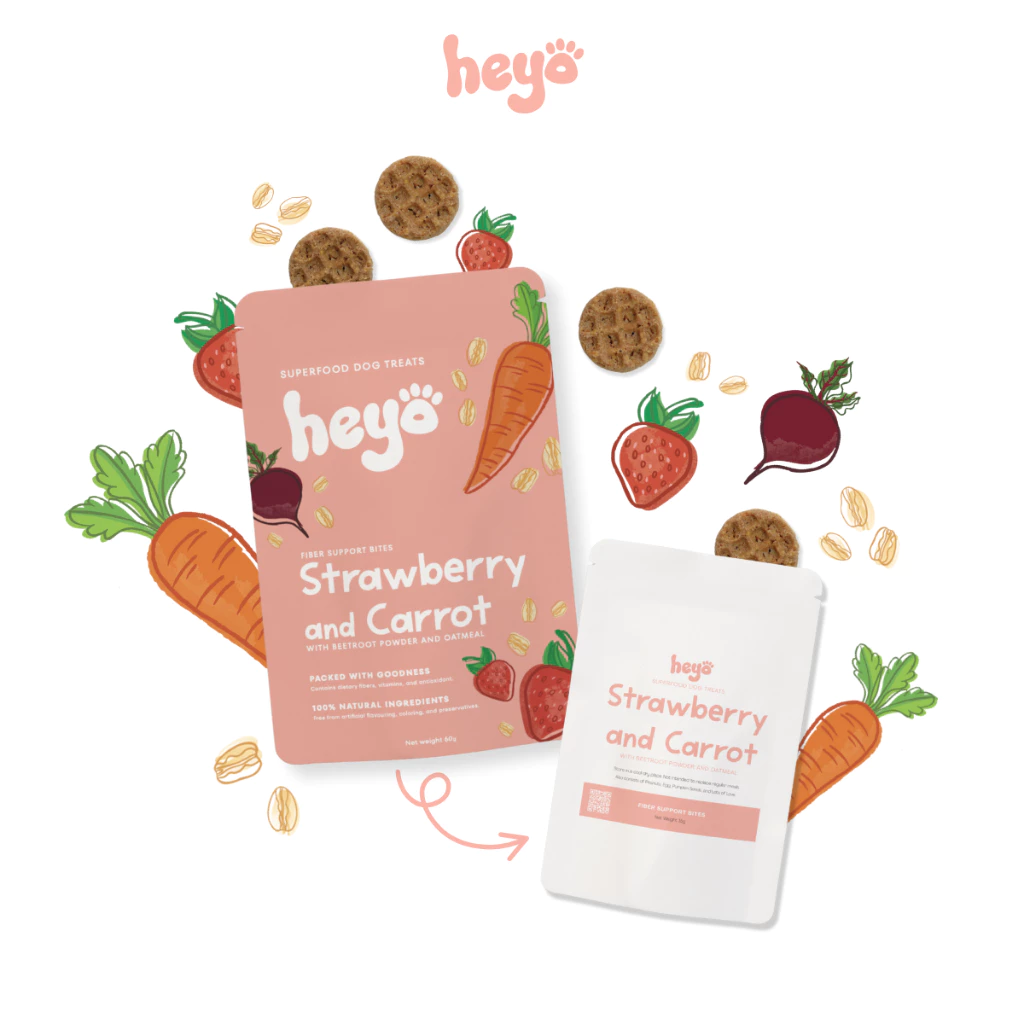 heyo
SUPERFOOD DOG TREATS
heyo
FIBER SUPPORT BITES
Strawberry
and Carrot
WITH BEETROOT POWDER AND OATMEAL
PACKED WITH GOODNESS
Contains dietary fibers, vitamins, and antioxidants
100% NATURAL INGREDIENTS
Free from artificial flavouring, coloring, and preservatives
Net weight 60g
heyo
SUPERFOOD DOG TREATS
Strawberry
and Carrot
WITH BEETROOT POWDER AND OATMEAL
FIBER SUPPORT BITES